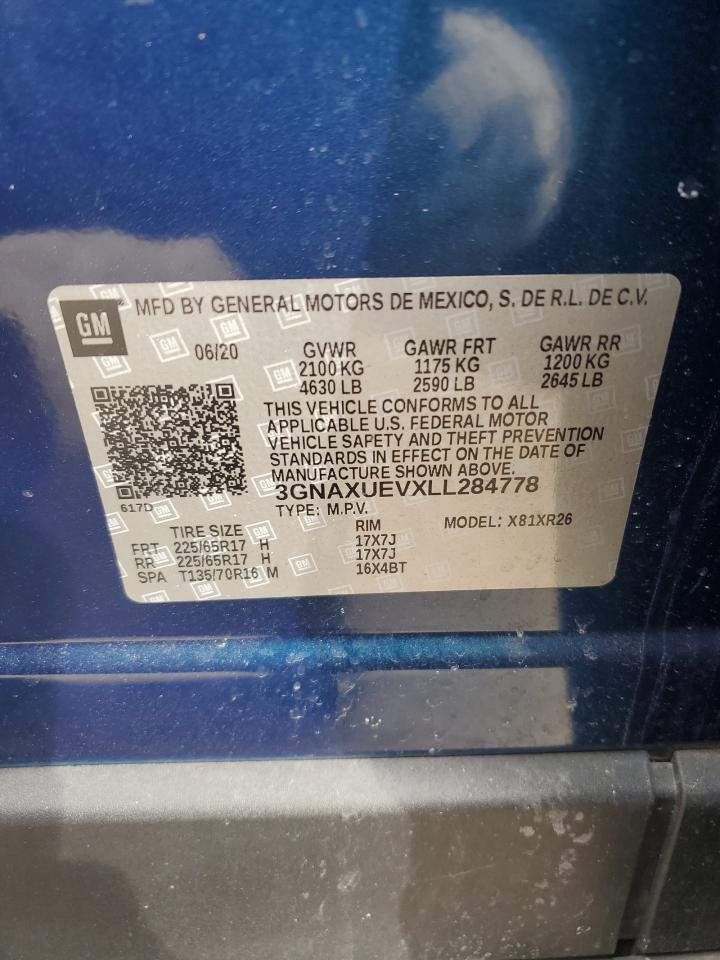 GM MFD BY GENERAL MOTORS DE MEXICO, S. DE R.L. DE C.V.
06/20 GVWR GAWR FRT GAWR RR
2100 KG 1175 KG 1200 KG
4630 LB 2590 LB 2645 LB
THIS VEHICLE CONFORMS TO ALL
APPLICABLE U.S. FEDERAL MOTOR
VEHICLE SAFETY AND THEFT PREVENTION
STANDARDS IN EFFECT ON THE DATE OF
MANUFACTURE SHOWN ABOVE.
617D 3GNAXUEVXLL284778
TYPE: M.P.V. MODEL: X81XR26
TIRE SIZE RIM
FRT 225/65R17 H 17X7J
RR 225/65R17 H 17X7J
SPA T135/70R16 M 16X4BT